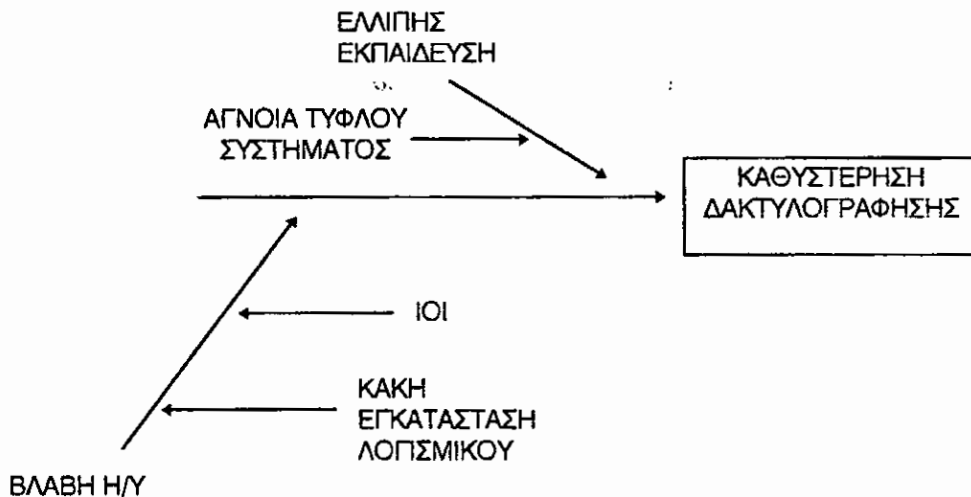 ΕΛΛΙΠΗΣ
ΕΚΠΑΙΔΕΥΣΗ
ΑΓΝΟΙΑ ΤΥΦΛΟΥ
ΣΥΣΤΗΜΑΤΟΣ
ΚΑΘΥΣΤΕΡΗΣΗ
ΔΑΚΤΥΛΟΓΡΑΦΗΣΗΣ
ΙΟΙ
ΚΑΚΗ
ΕΓΚΑΤΑΣΤΑΣΗ
ΛΟΓΙΣΜΙΚΟΥ
ΒΛΑΒΗ Η/Υ